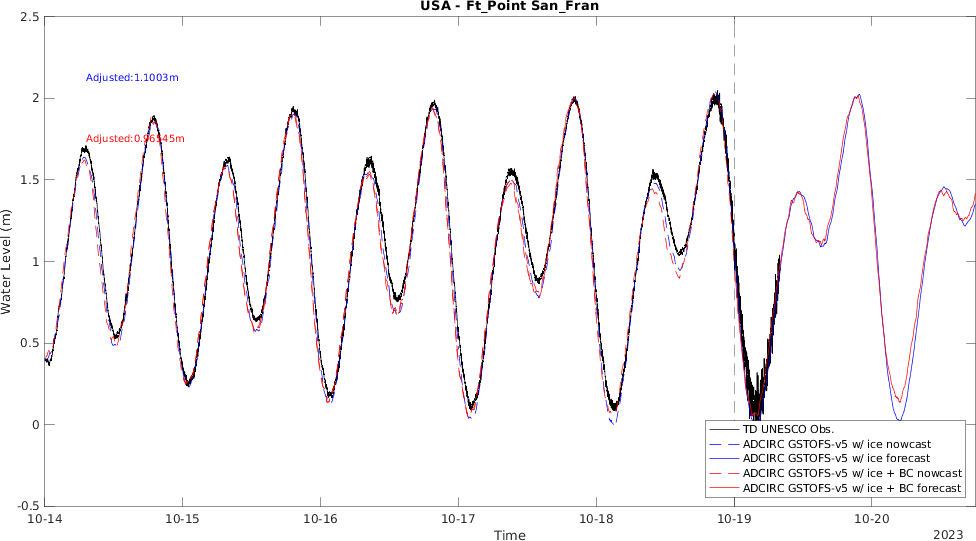 USA - Ft_Point San_Fran
2.5
2
1.5
1
0.5
0
-0.5
Water Level (m)
Adjusted:1.1003m
Adjusted:0.96545m
TD UNESCO Obs.
ADCIRC GSTOFS-v5 w/ ice nowcast
ADCIRC GSTOFS-v5 w/ ice forecast
ADCIRC GSTOFS-v5 w/ ice + BC nowcast
ADCIRC GSTOFS-v5 w/ ice + BC forecast
10-14 10-15 10-16 10-17 10-18 10-19 10-20
Time
2023